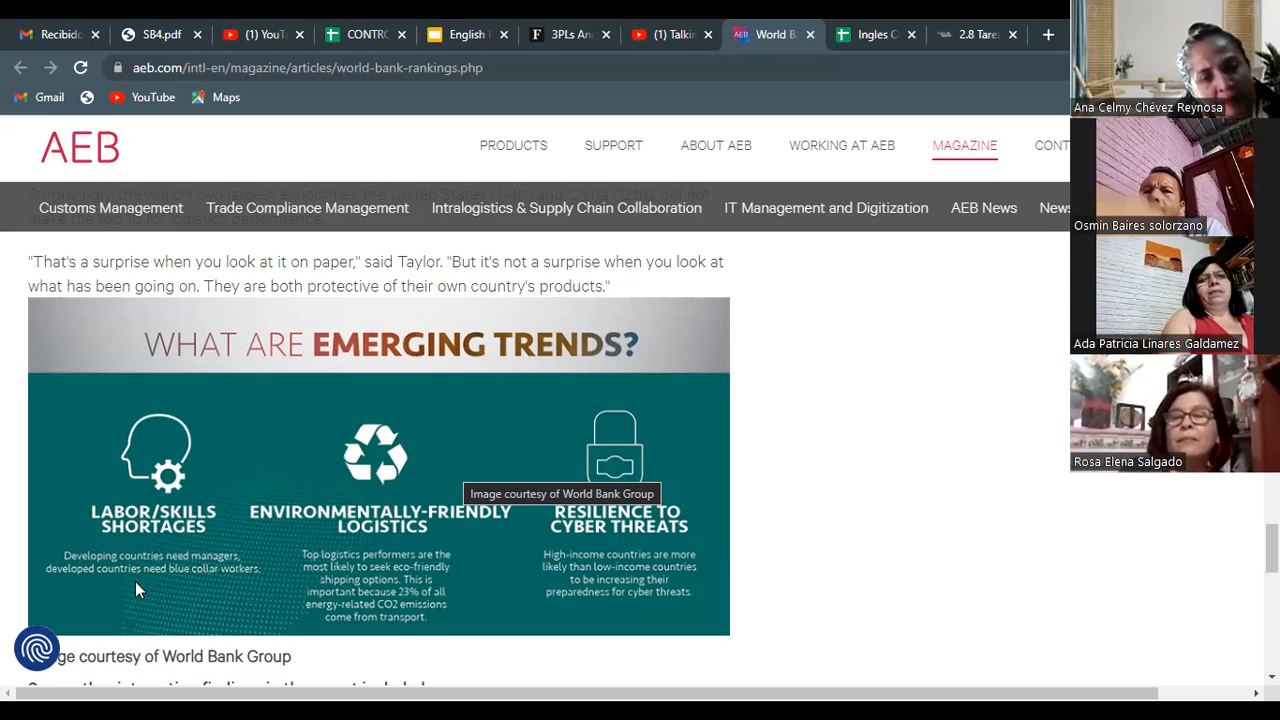 Recibido
SB4.pdf
(1) YouT
CONTRO
English
3PLs And
(1) Talkin
World B
Ingles Co
2.8 Tarea
aeb.com/intl-en/magazine/articles/world-bank-rankings.php
Gmail
YouTube
Maps
AEB
PRODUCTS
SUPPORT
ABOUT AEB
WORKING AT AEB
MAGAZINE
CONT
Customs Management
Trade Compliance Management
Intralogistics & Supply Chain Collaboration
IT Management and Digitization
AEB News
News
"That's a surprise when you look at it on paper," said Taylor. "But it's not a surprise when you look at
what has been going on. They are both protective of their own country's products."
WHAT ARE EMERGING TRENDS?
LABOR/SKILLS
SHORTAGES
Developing countries need managers,
developed countries need blue collar workers.
ENVIRONMENTALLY-FRIENDLY
LOGISTICS
Top logistics performers are the
most likely to seek eco-friendly
shipping options. This is
important because 23% of all
energy-related CO2 emissions
come from transport.
Image courtesy of World Bank Group
RESILIENCE TO
CYBER THREATS
High-income countries are more
likely than low-income countries
to be increasing their
preparedness for cyber threats.
ge courtesy of World Bank Group
Ana Celmy Chévez Reynosa
Osmin Baires solorzano
Ada Patricia Linares Galdamez
Rosa Elena Salgado